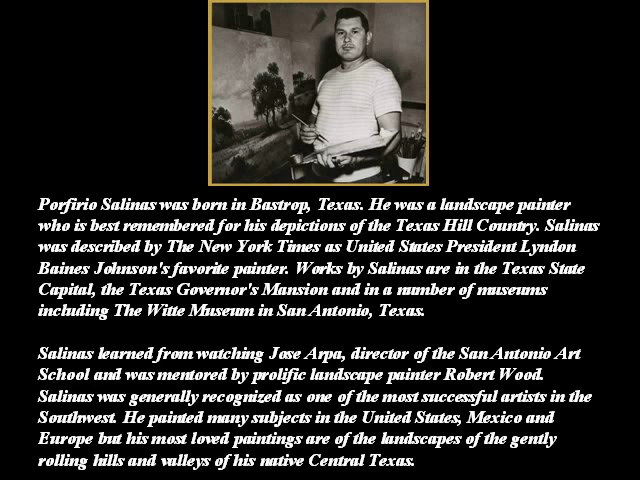 Porfirio Salinas was born in Bastrop, Texas. He was a landscape painter
who is best remembered for his depictions of the Texas Hill Country. Salinas
was described by The New York Times as United States President Lyndon
Baines Johnson's favorite painter. Works by Salinas are in the Texas State
Capital, the Texas Governor's Mansion and in a number of museums
including The Witte Museum in San Antonio, Texas.
Salinas learned from watching Jose Arpa, director of the San Antonio Art
School and was mentored by prolific landscape painter Robert Wood.
Salinas was generally recognized as one of the most successful artists in the
Southwest. He painted many subjects in the United States, Mexico and
Europe but his most loved paintings are of the landscapes of the gently
rolling hills and valleys of his native Central Texas.